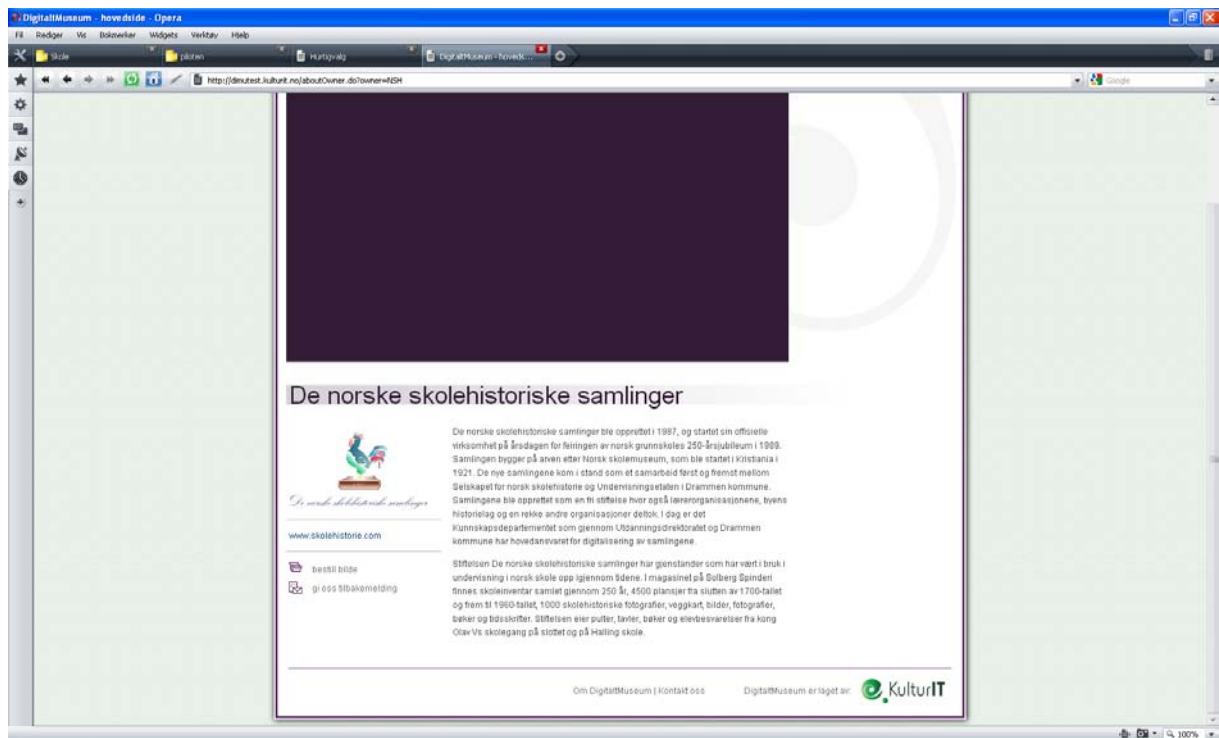 DigitaltMuseum - hovedside - Opera
Fil Rediger Vis Bokmerker Widgets Verktøy Hjelp
Skole piloten Hurtigvalg DigitaltMuseum - hoveds...
http://dimutest.kulturit.no/aboutOwner.do?owner=NSH Google
De norske skolehistoriske samlinger
De norske skolehistoriske samlinger ble opprettet i 1987, og startet sin offisielle
virksomhet på årsdagen for feiringen av norsk grunnskoles 250-årsjubileum i 1989.
Samlingen bygger på arven etter Norsk skolemuseum, som ble startet i Kristiania i
1921. De nye samlingene kom i stand som et samarbeid først og fremst mellom
Selskapet for norsk skolehistorie og Undervisningsetaten i Drammen kommune.
Samlingene ble opprettet som en fri stiftelse hvor også lærerorganisasjonene, byens
historielag og en rekke andre organisasjoner deltok. I dag er det
Kunnskapsdepartementet som gjennom Utdanningsdirektoratet og Drammen
kommune har hovedansvaret for digitalisering av samlingene.
Stiftelsen De norske skolehistoriske samlinger har gjenstander som har vært i bruk i
undervisning i norsk skole opp igjennom tidene. I magasinet på Solberg Spinderi
finnes skoleinventar samlet gjennom 250 år, 4500 plansjer fra slutten av 1700-tallet
og frem til 1960-tallet, 1000 skolehistoriske fotografier, veggkart, bilder, fotografier,
bøker og tidsskrifter. Stiftelsen eier pulter, tavler, bøker og elevbesvarelser fra kong
Olav Vs skolegang på slottet og på Halling skole.
De norske skolehistoriske samlinger
www.skolehistorie.com
bestill bilde
gi oss tilbakemelding
Om DigitaltMuseum | Kontakt oss DigitaltMuseum er laget av: KulturIT
100%